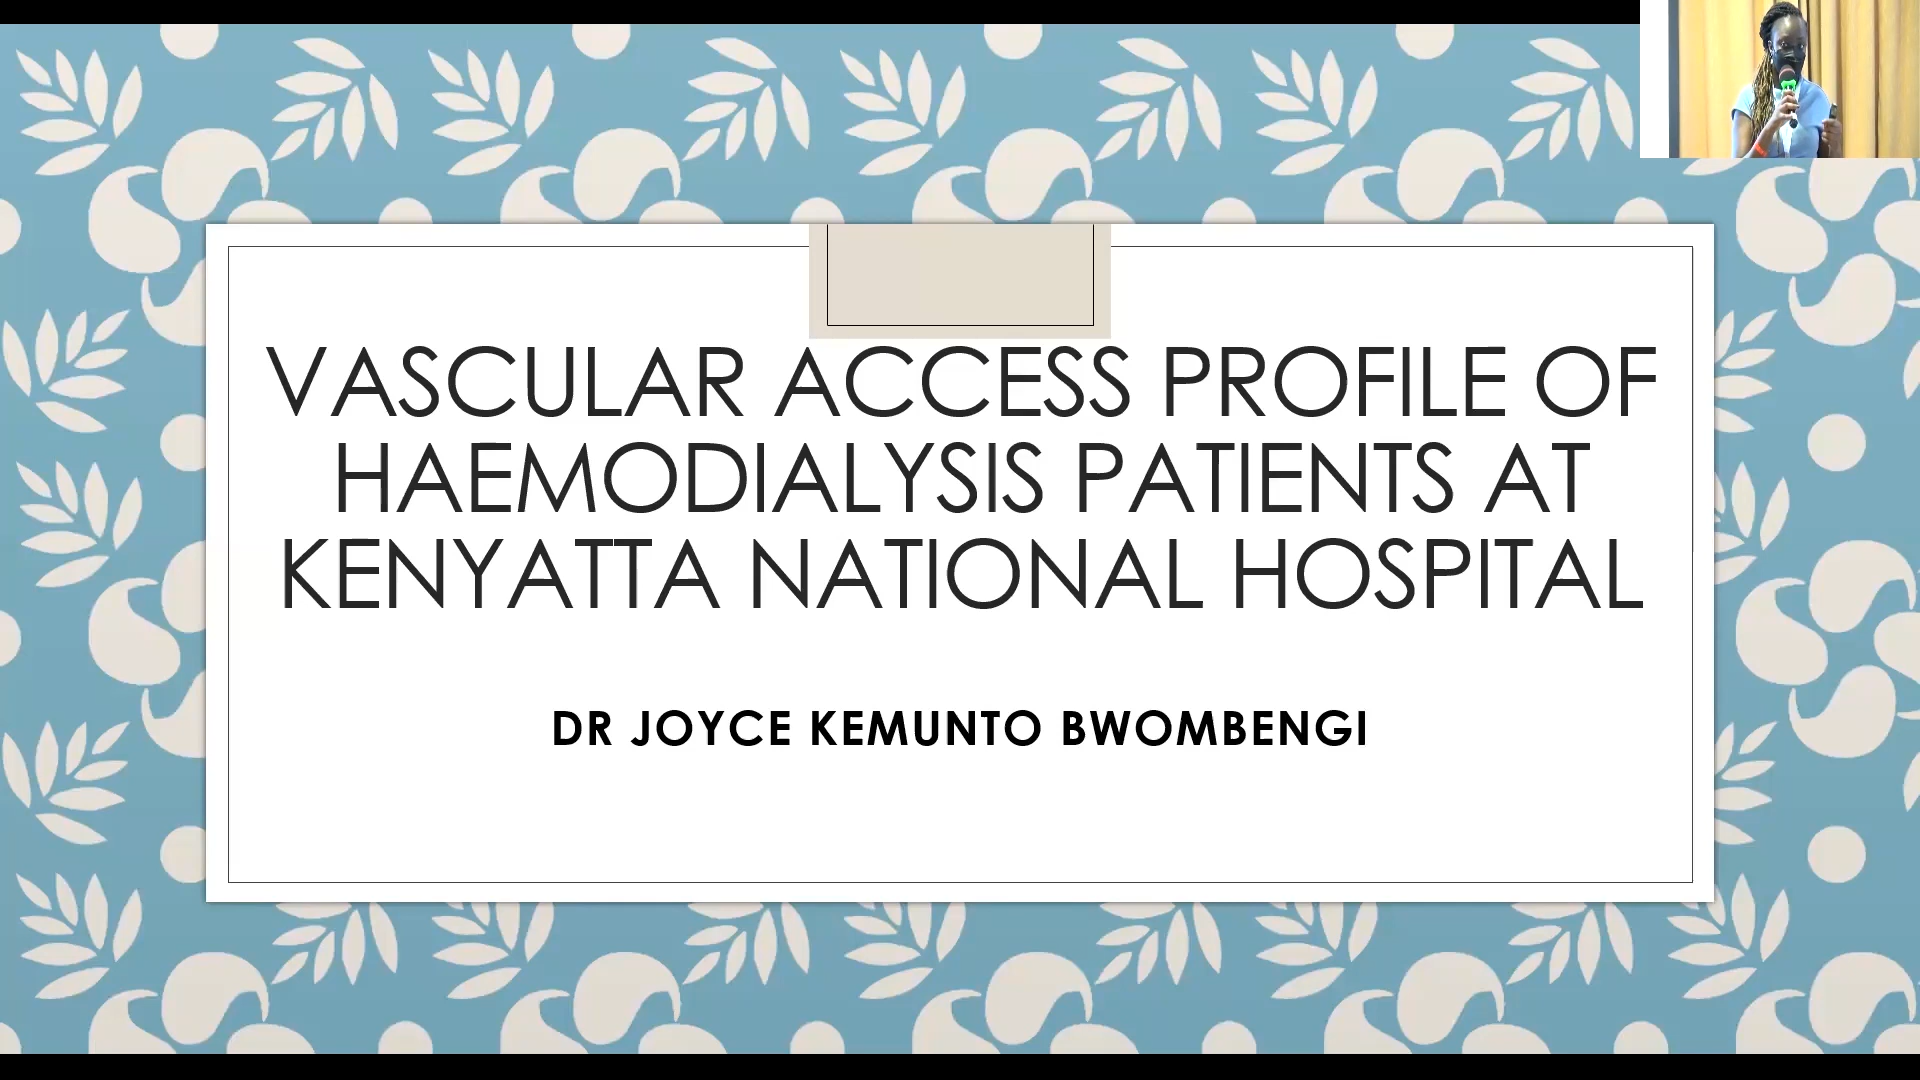 VASCULAR ACCESS PROFILE OF
HAEMODIALYSIS PATIENTS AT
KENYATTA NATIONAL HOSPITAL
DR JOYCE KEMUNTO BWOMBENGI